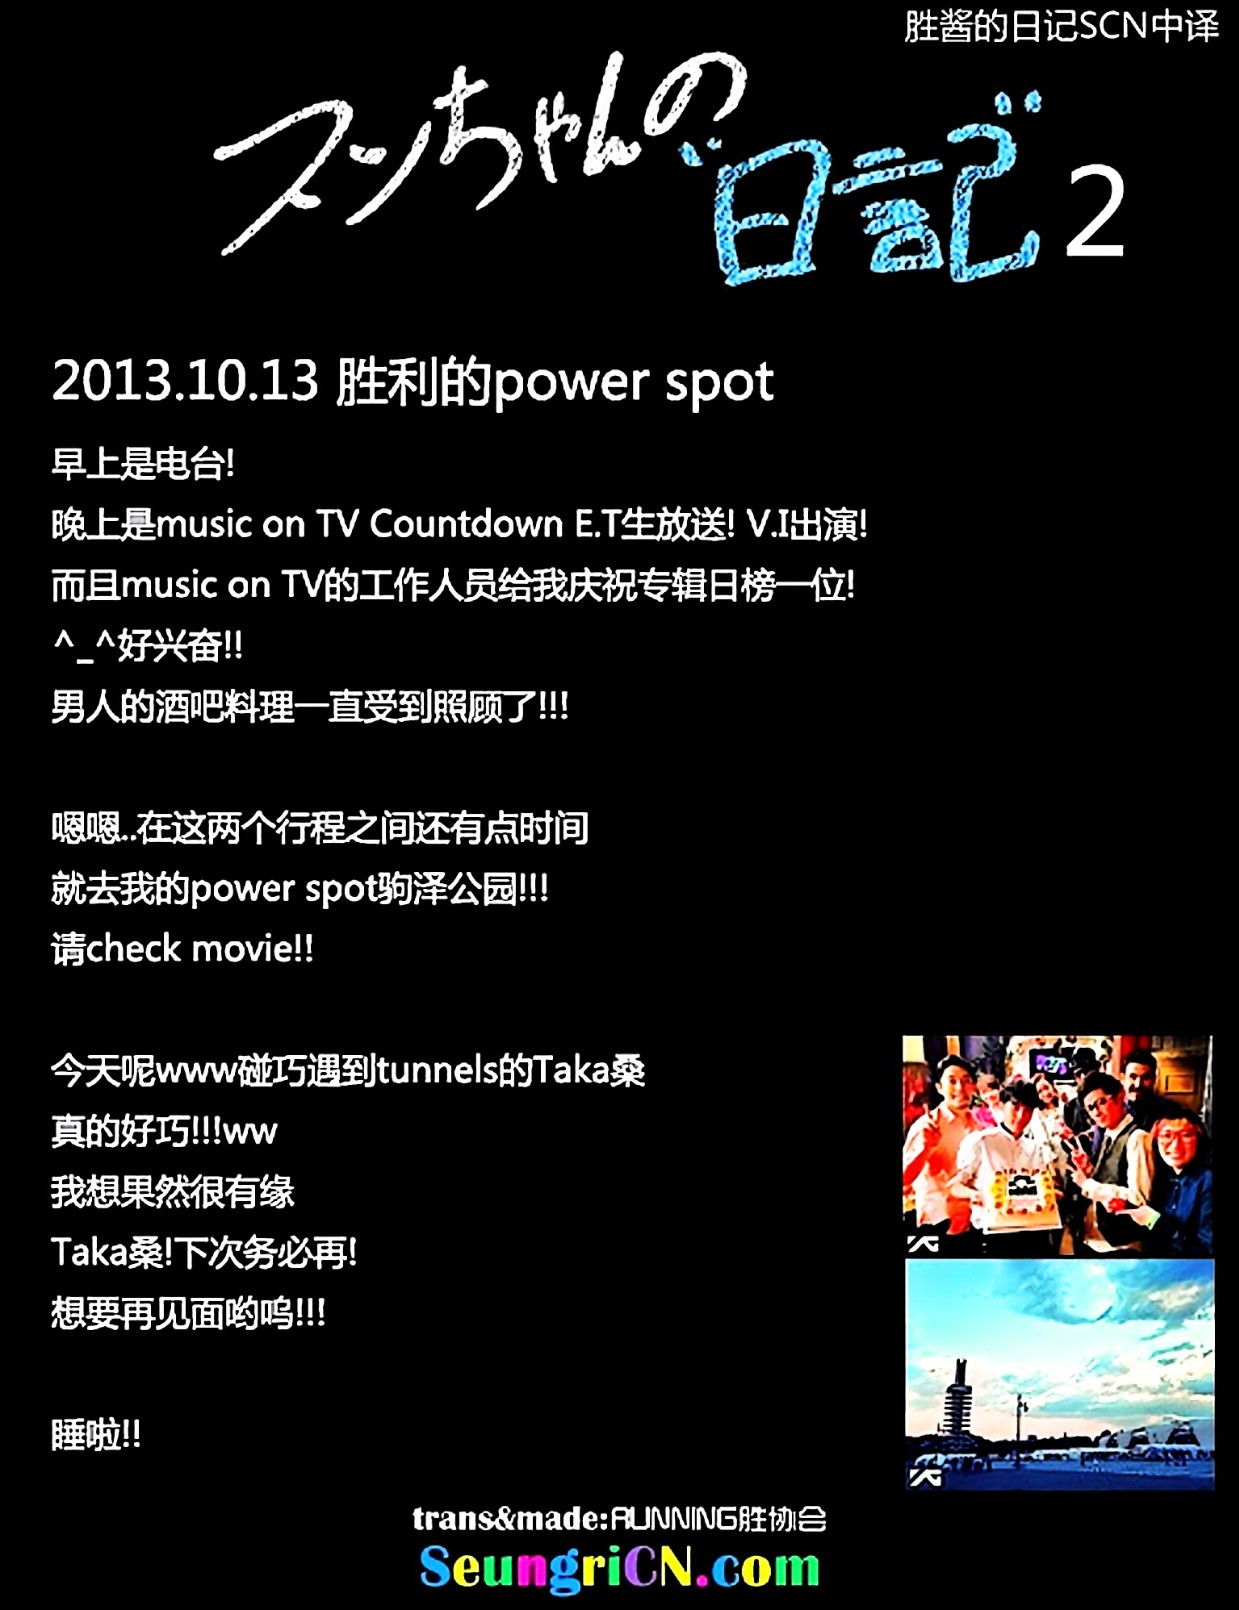 胜酱的日记SCN中译
スンちゃんの
日記2
2013.10.13 胜利的power spot
早上是电台!
晚上是music on TV Countdown E.T生放送! V.I出演!
而且music on TV的工作人员给我庆祝专辑日榜一位!
^_^好兴奋!!
男人的酒吧料理一直受到照顾了!!!
嗯嗯..在这两个行程之间还有点时间
就去我的power spot驹泽公园!!!
请check movie!!
今天呢www碰巧遇到tunnels的Taka桑
真的好巧!!!ww
我想果然很有缘
Taka桑!下次务必再!
想要再见面哟呜!!!
睡啦!!
YG
YG
trans&made:RUNNING胜协会
SeungriCN.com